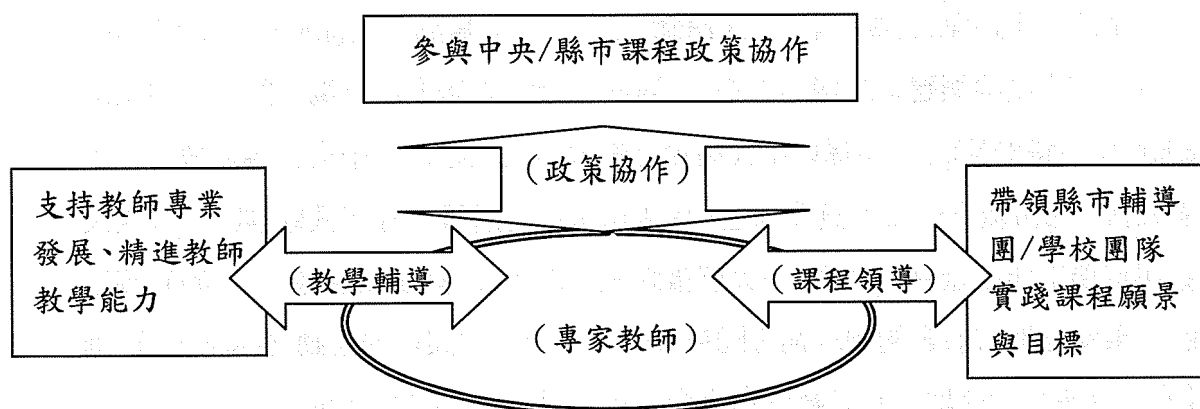 參與中央/縣市課程政策協作
（政策協作）
支持教師專業
發展、精進教師
教學能力
（教學輔導）
（課程領導）
帶領縣市輔導
團/學校團隊
實踐課程願景
與目標
（專家教師）